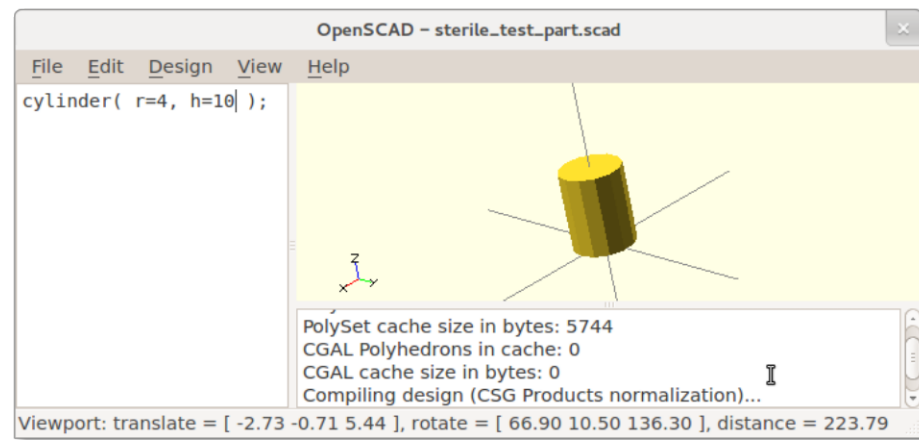 OpenSCAD – sterile_test_part.scad
File Edit Design View Help
cylinder( r=4, h=10 );
Z
X Y
PolySet cache size in bytes: 5744
CGAL Polyhedrons in cache: 0
CGAL cache size in bytes: 0
Compiling design (CSG Products normalization)...
Viewport: translate = [ -2.73 -0.71 5.44 ], rotate = [ 66.90 10.50 136.30 ], distance = 223.79